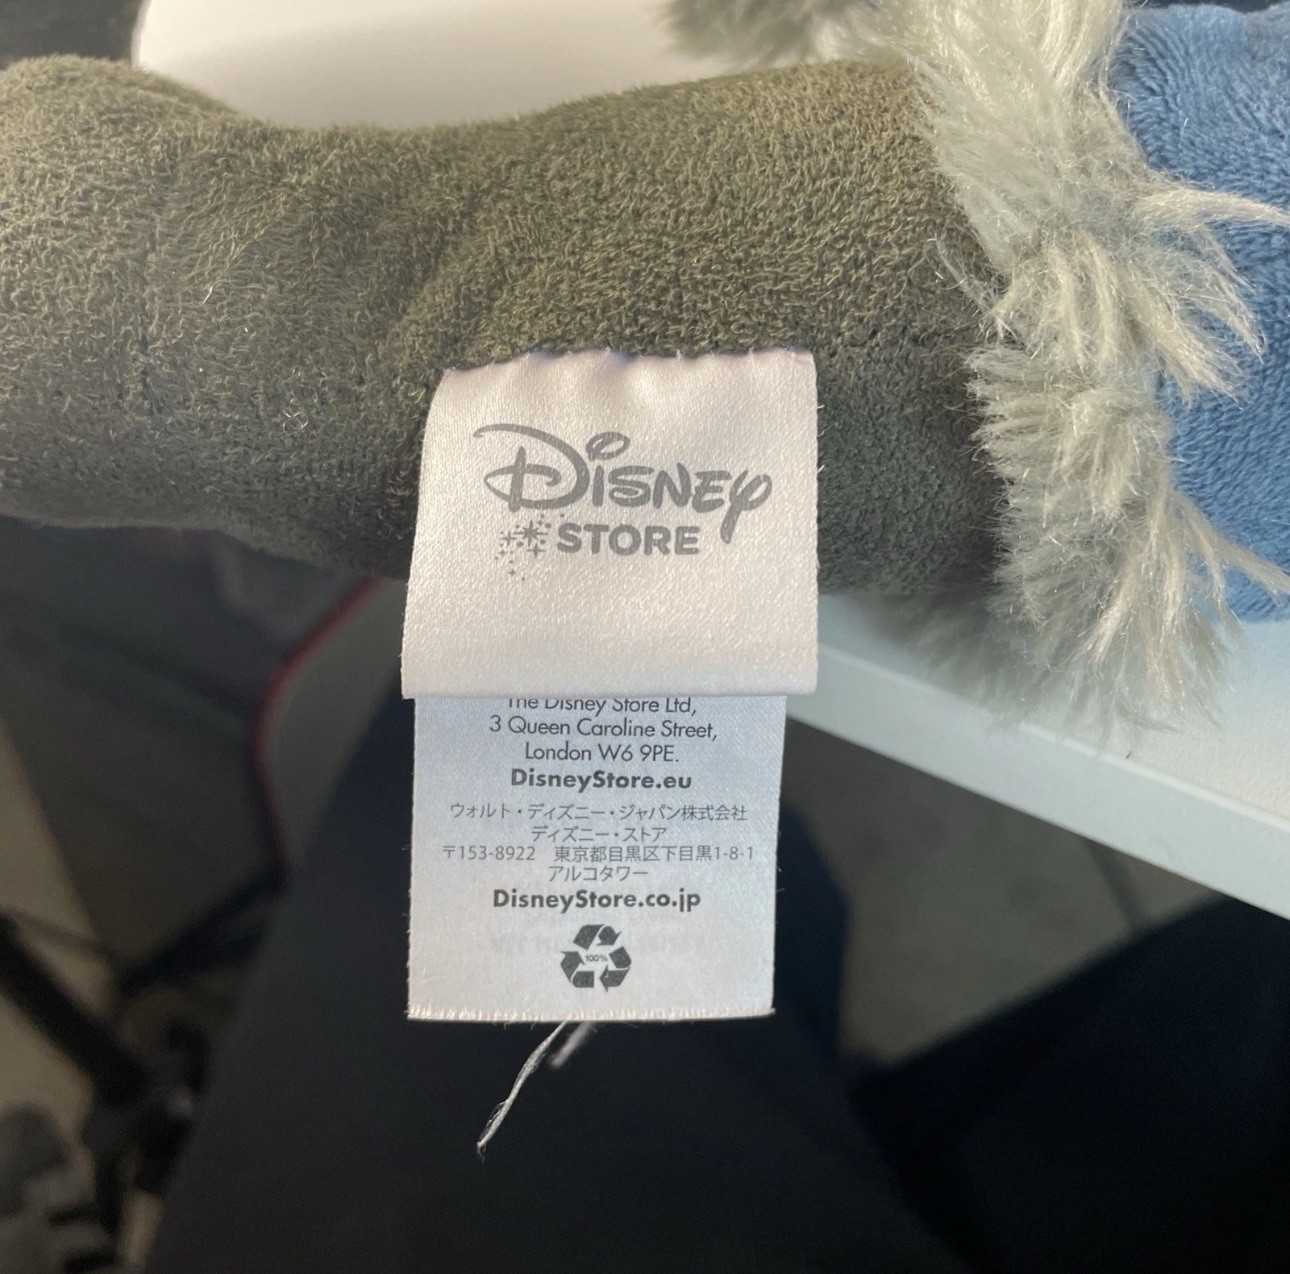 Disney
STORE
The Disney Store Ltd,
3 Queen Caroline Street,
London W6 9PE.
DisneyStore.eu
ウォルト・ディズニー・ジャパン株式会社
ディズニー・ストア
〒153-8922 東京都目黒区下目黒1-8-1
アルコタワー
DisneyStore.co.jp
100%